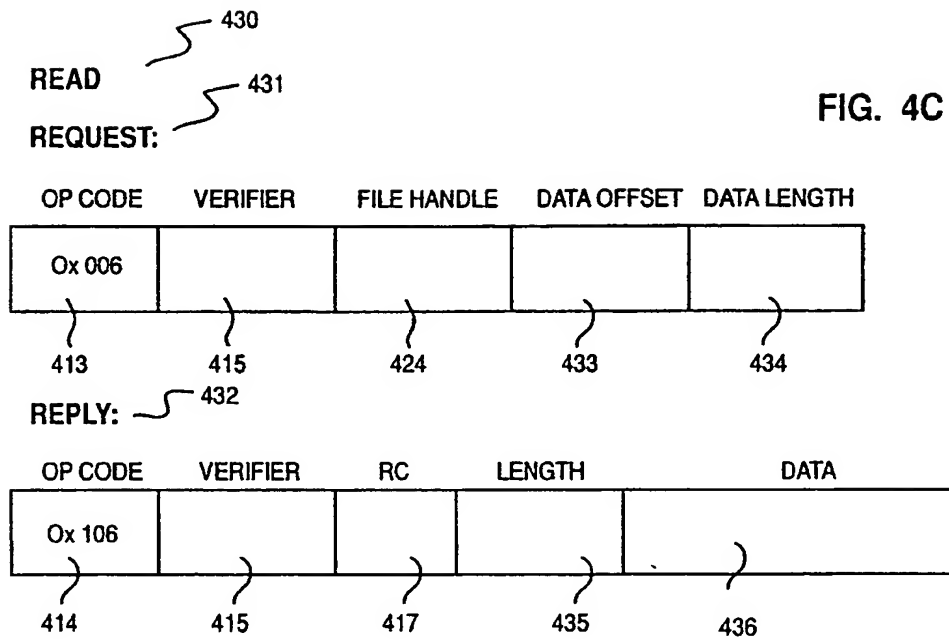 430
READ
431
REQUEST:
FIG. 4C
OP CODE VERIFIER FILE HANDLE DATA OFFSET DATA LENGTH
Ox 006
413 415 424 433 434
REPLY: 432
OP CODE VERIFIER RC LENGTH DATA
Ox 106
414 415 417 435 436